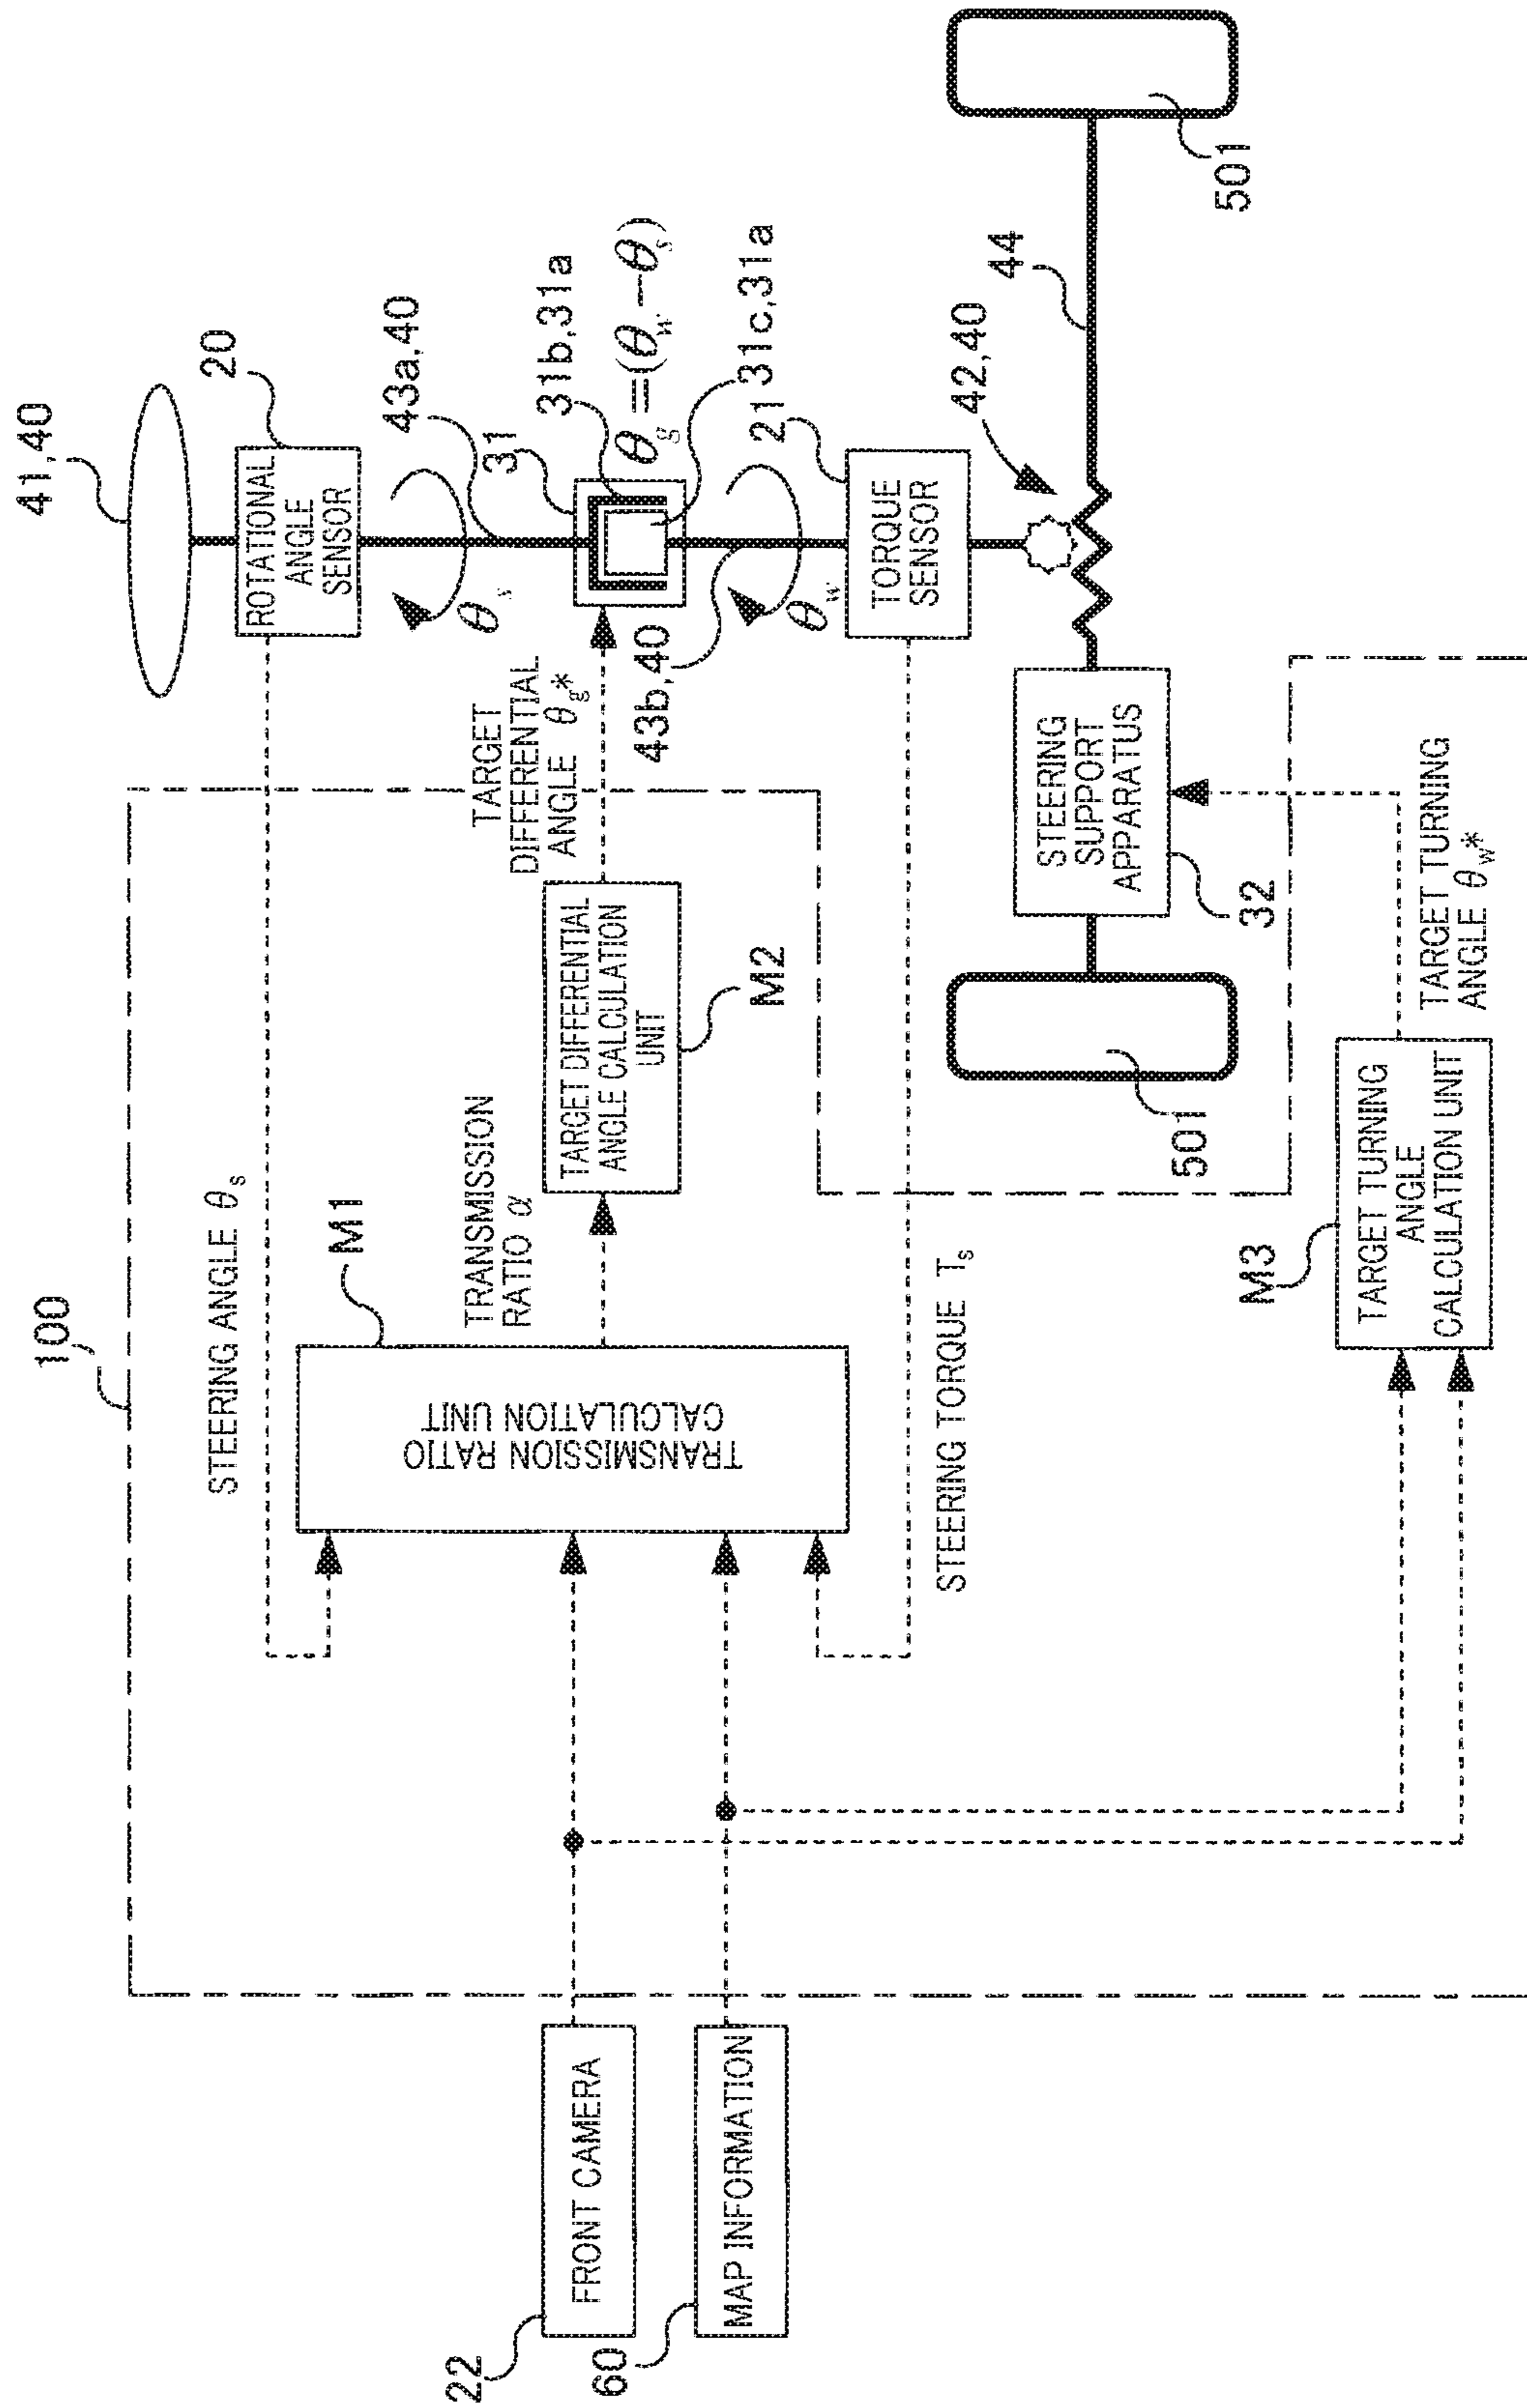 41,40
ROTATIONAL
ANGLE
SENSOR
20
43a,40
θs
31
31b,31a
θg=(θw−θs)
31c,31a
43b,40
θw
21
TORQUE
SENSOR
42,40
44
501
STEERING
SUPPORT
APPARATUS
32
501
100
STEERING ANGLE θs
M1
TRANSMISSION RATIO
CALCULATION UNIT
TRANSMISSION
RATIO α
TARGET DIFFERENTIAL
ANGLE CALCULATION
UNIT
M2
TARGET
DIFFERENTIAL
ANGLE θg*
STEERING TORQUE Ts
M3
TARGET TURNING
ANGLE
CALCULATION UNIT
TARGET TURNING
ANGLE θw*
22
FRONT CAMERA
60
MAP INFORMATION